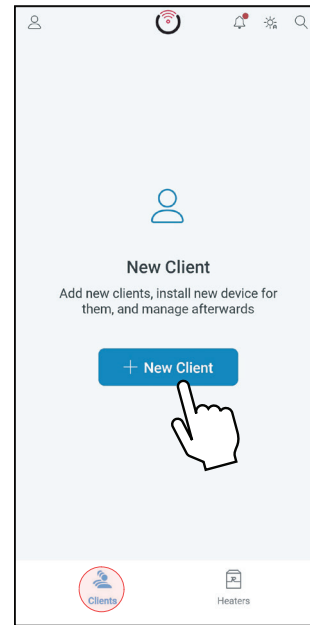 New Client
Add new clients, install new device for
them, and manage afterwards
+ New Client
Clients
Heaters